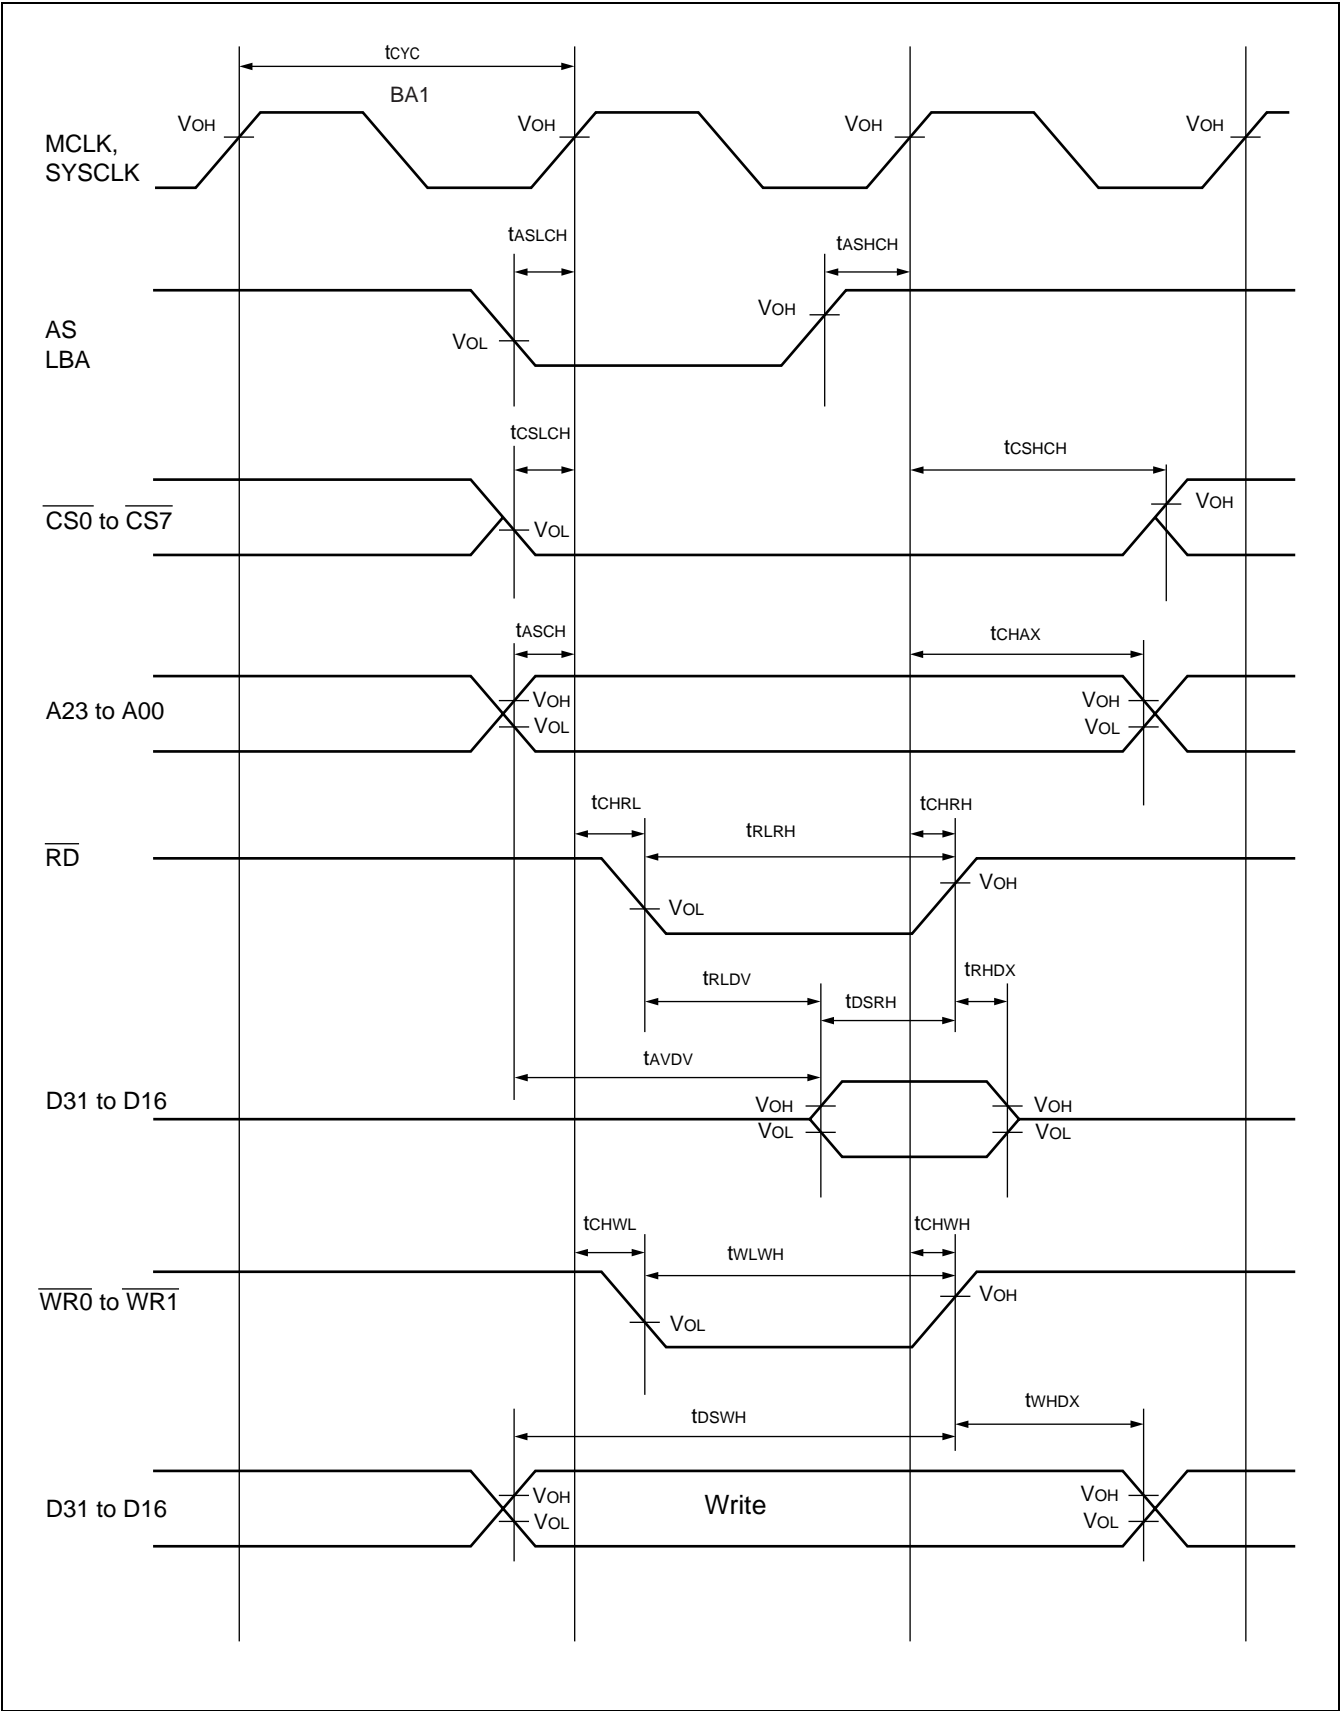 tCYC
BA1
VOH VOH VOH VOH
MCLK,
SYSCLK
tASLCH tASHCH
VOH
AS
VOL
LBA
tCSLCH tCSHCH
VOH
CS0 to CS7
VOL
tASCH tCHAX
VOH VOH
A23 to A00
VOL VOL
tCHRL tCHRH
tRLRH
RD
VOH
VOL
tRLDV tRHDX
tDSRH
tAVDV
D31 to D16
VOH VOH
VOL VOL
tCHWL tCHWH
tWLWH
WR0 to WR1
VOH
VOL
tWHDX
tDSWH
VOH VOH
D31 to D16 Write
VOL VOL